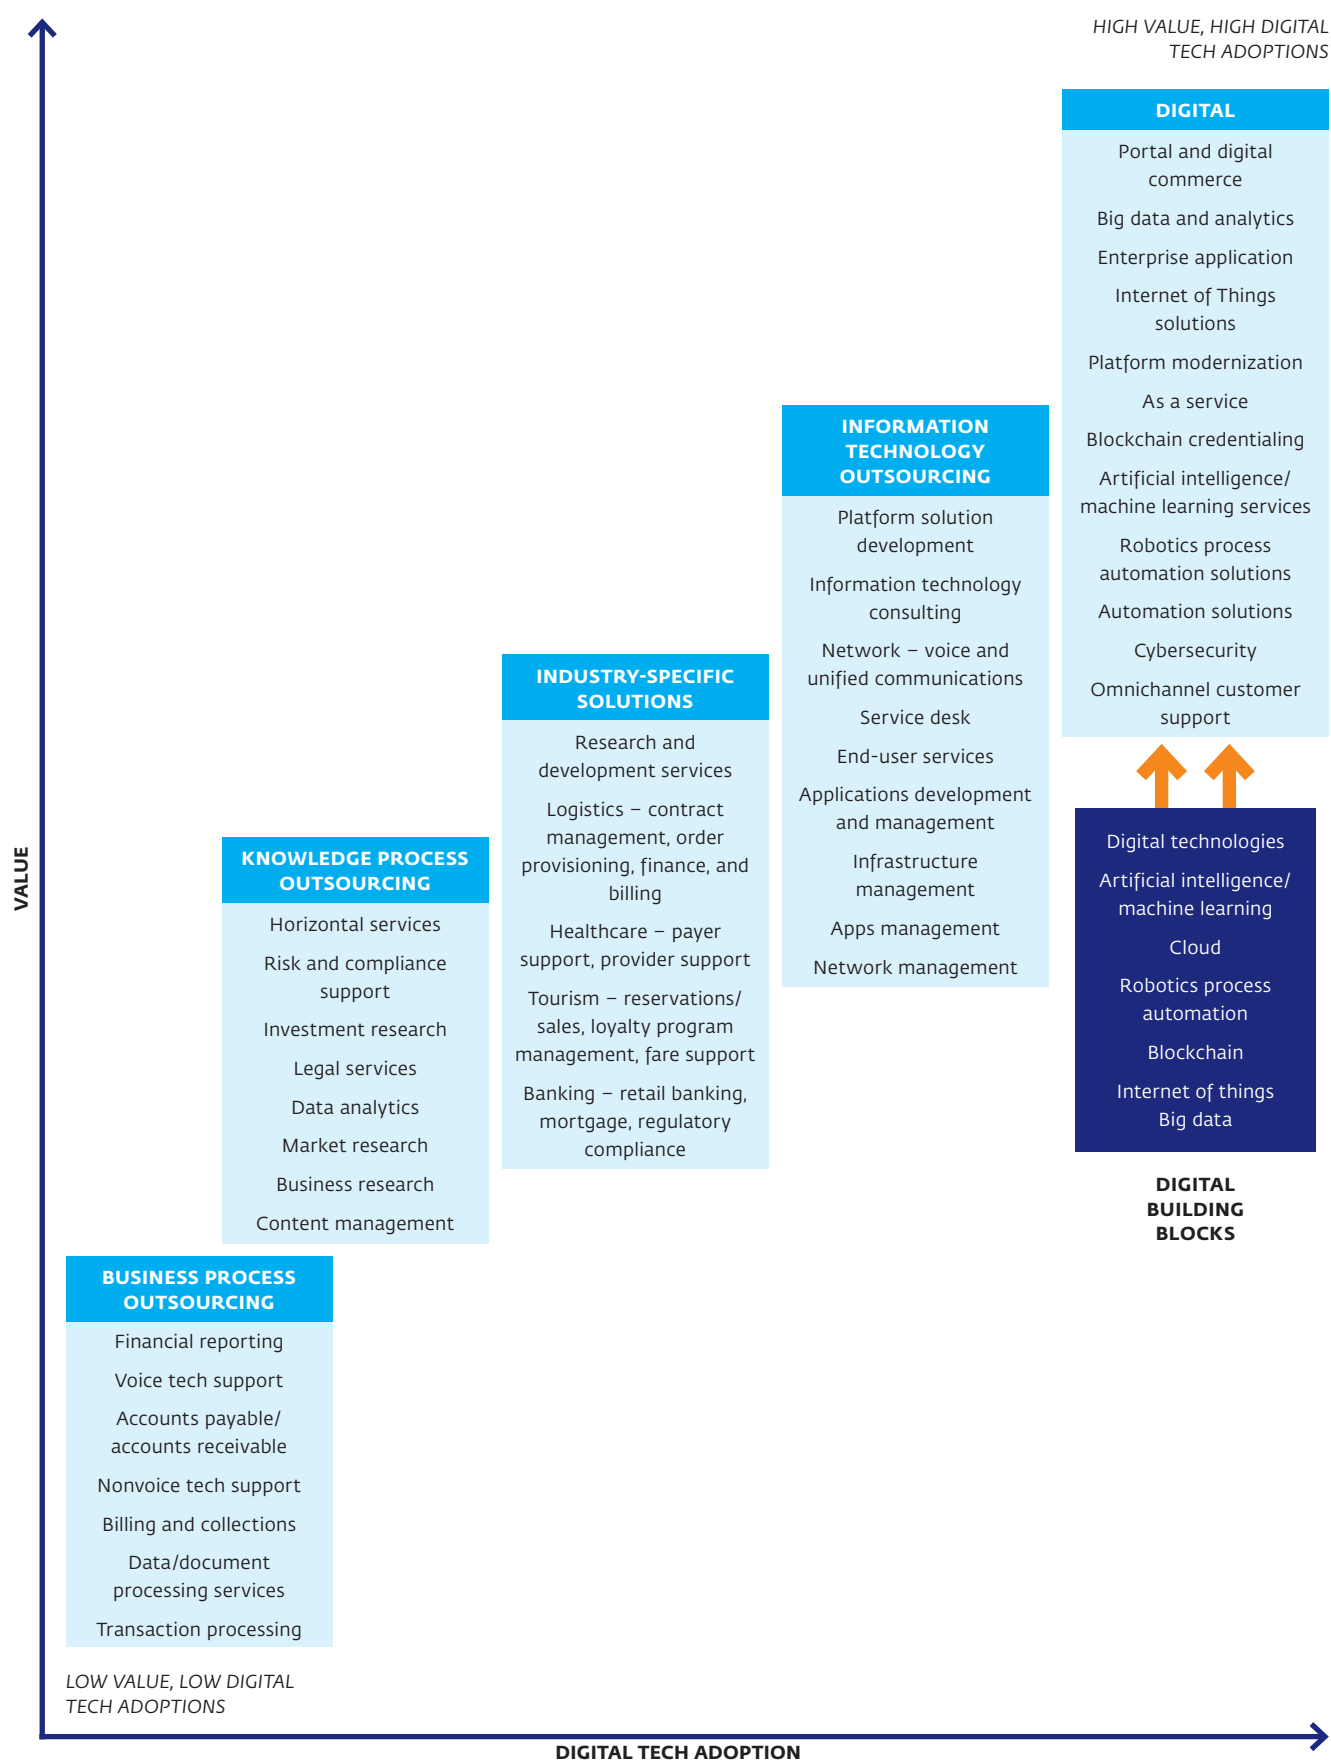 HIGH VALUE, HIGH DIGITAL
TECH ADOPTIONS
DIGITAL
Portal and digital
commerce
Big data and analytics
Enterprise application
Internet of Things
solutions
Platform modernization
As a service
Blockchain credentialing
Artificial intelligence/
machine learning services
Robotics process
automation solutions
Automation solutions
Cybersecurity
Omnichannel customer
support
INFORMATION
TECHNOLOGY
OUTSOURCING
Platform solution
development
Information technology
consulting
Network – voice and
unified communications
Service desk
End-user services
Applications development
and management
Infrastructure
management
Apps management
Network management
INDUSTRY-SPECIFIC
SOLUTIONS
Research and
development services
Logistics – contract
management, order
provisioning, finance, and
billing
Healthcare – payer
support, provider support
Tourism – reservations/
sales, loyalty program
management, fare support
Banking – retail banking,
mortgage, regulatory
compliance
Digital technologies
Artificial intelligence/
machine learning
Cloud
Robotics process
automation
Blockchain
Internet of things
Big data
DIGITAL
BUILDING
BLOCKS
KNOWLEDGE PROCESS
OUTSOURCING
Horizontal services
Risk and compliance
support
Investment research
Legal services
Data analytics
Market research
Business research
Content management
VALUE
BUSINESS PROCESS
OUTSOURCING
Financial reporting
Voice tech support
Accounts payable/
accounts receivable
Nonvoice tech support
Billing and collections
Data/document
processing services
Transaction processing
LOW VALUE, LOW DIGITAL
TECH ADOPTIONS
DIGITAL TECH ADOPTION